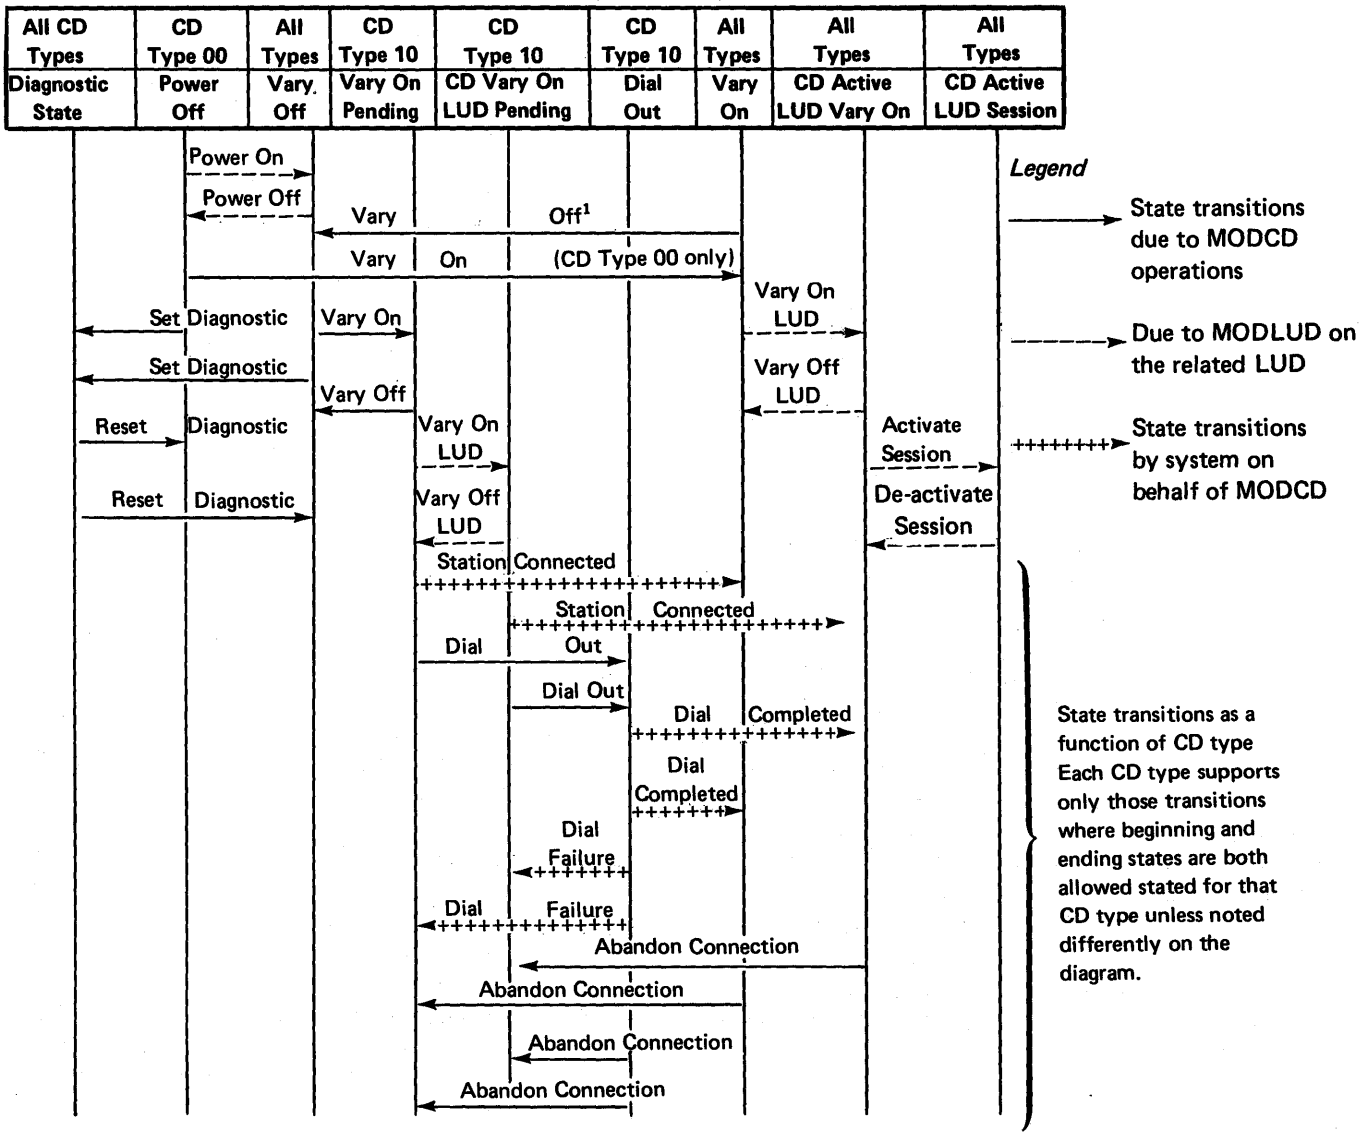 All CD Types
CD Type 00
All Types
CD Type 10
CD Type 10
CD Type 10
All Types
All Types
All Types
Diagnostic State
Power Off
Vary Off
Vary On Pending
CD Vary On LUD Pending
Dial Out
Vary On
CD Active LUD Vary On
CD Active LUD Session
Power On
Power Off
Vary Off¹
Vary On (CD Type 00 only)
Vary On
LUD
Set Diagnostic
Vary On
Set Diagnostic
Vary Off
LUD
Vary Off
Reset Diagnostic
Vary On
LUD
Activate
Session
Reset Diagnostic
Vary Off
LUD
De-activate
Session
Station Connected
Station Connected
Dial Out
Dial Out
Dial Completed
Dial
Completed
Dial
Failure
Dial Failure
Abandon Connection
Abandon Connection
Abandon Connection
Abandon Connection
Legend
State transitions
due to MODCD
operations
Due to MODLUD on
the related LUD
State transitions
by system on
behalf of MODCD
State transitions as a
function of CD type
Each CD type supports
only those transitions
where beginning and
ending states are both
allowed stated for that
CD type unless noted
differently on the
diagram.